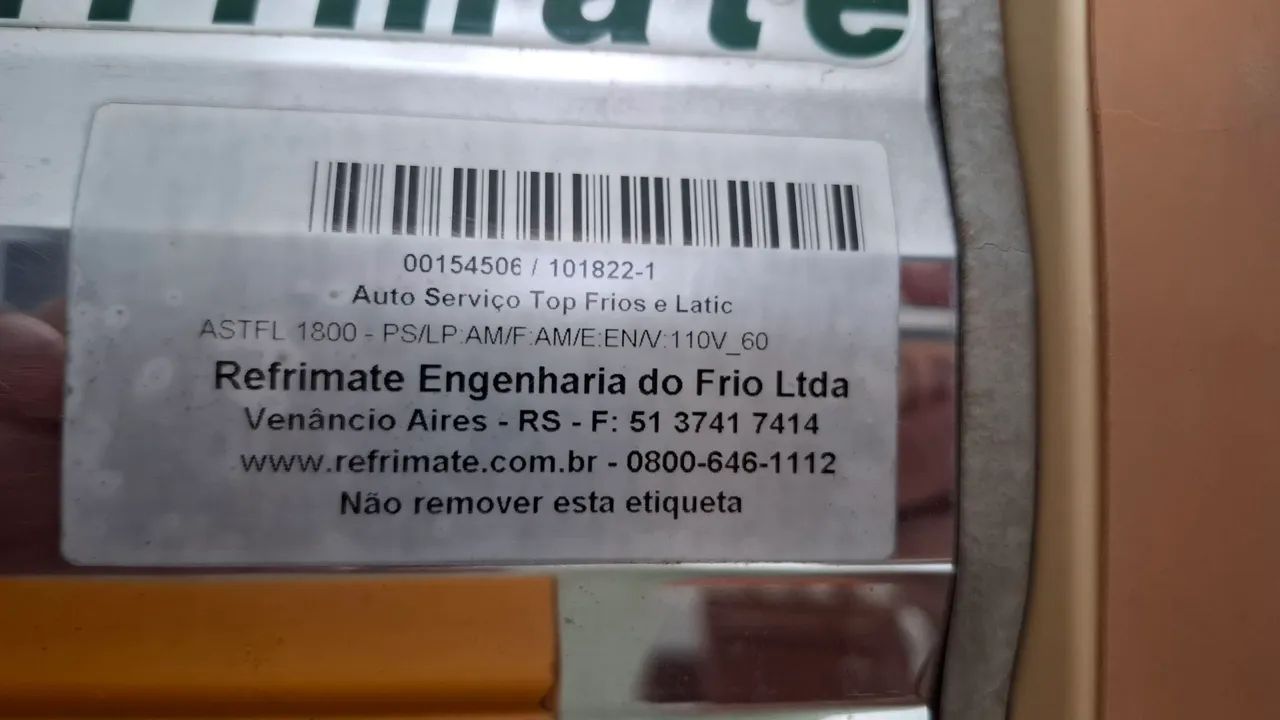 00154506 / 101822-1
Auto Serviço Top Frios e Latic
ASTFL 1800 - PS/LP:AM/F:AM/E:EN/V:110V_60
Refrimate Engenharia do Frio Ltda
Venâncio Aires - RS - F: 51 3741 7414
www.refrimate.com.br - 0800-646-1112
Não remover esta etiqueta